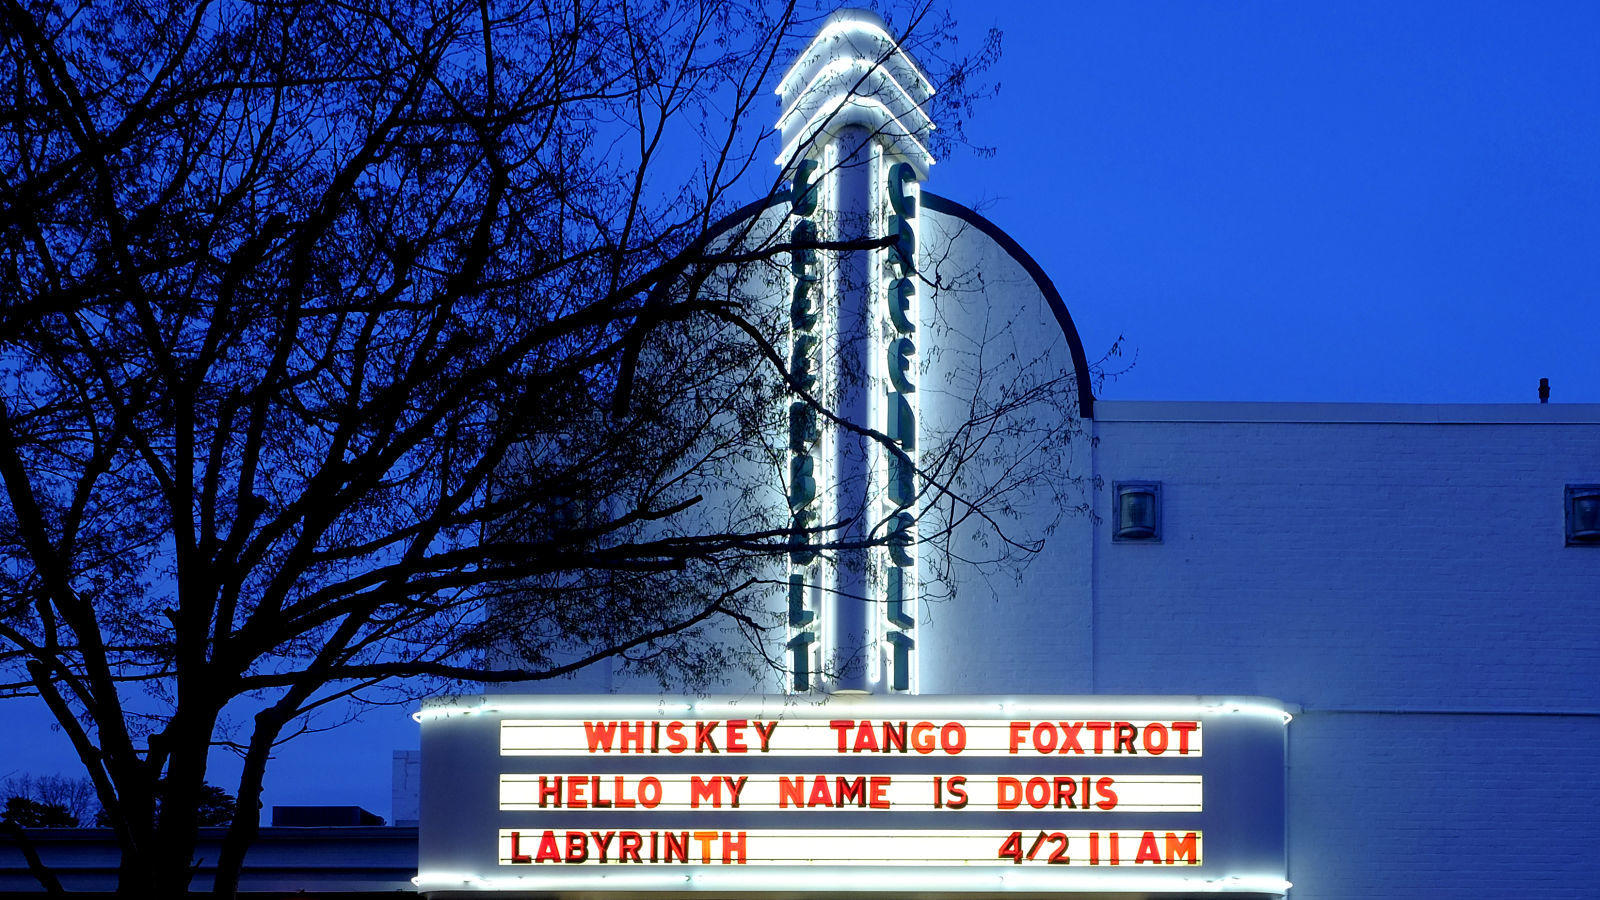 GREENBELT
GREENBELT
WHISKEY TANGO FOXTROT
HELLO MY NAME IS DORIS
LABYRINTH 4/2 11 AM